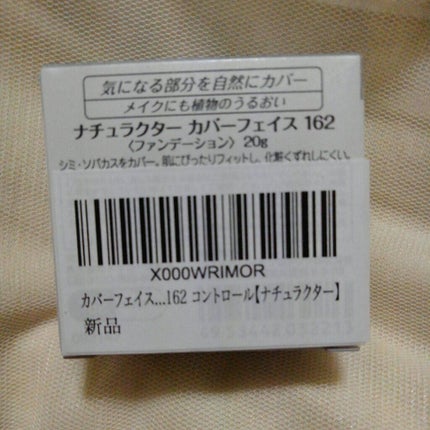 気になる部分を自然にカバー
メイクにも植物のうるおい
ナチュラクター カバーフェイス 162
〈ファンデーション〉 20g
シミ・ソバカスをカバー。肌にぴったりフィットし、化粧くずれしにくい。
X000WRIMOR
カバーフェイス...162 コントロール【ナチュラクター】
新品